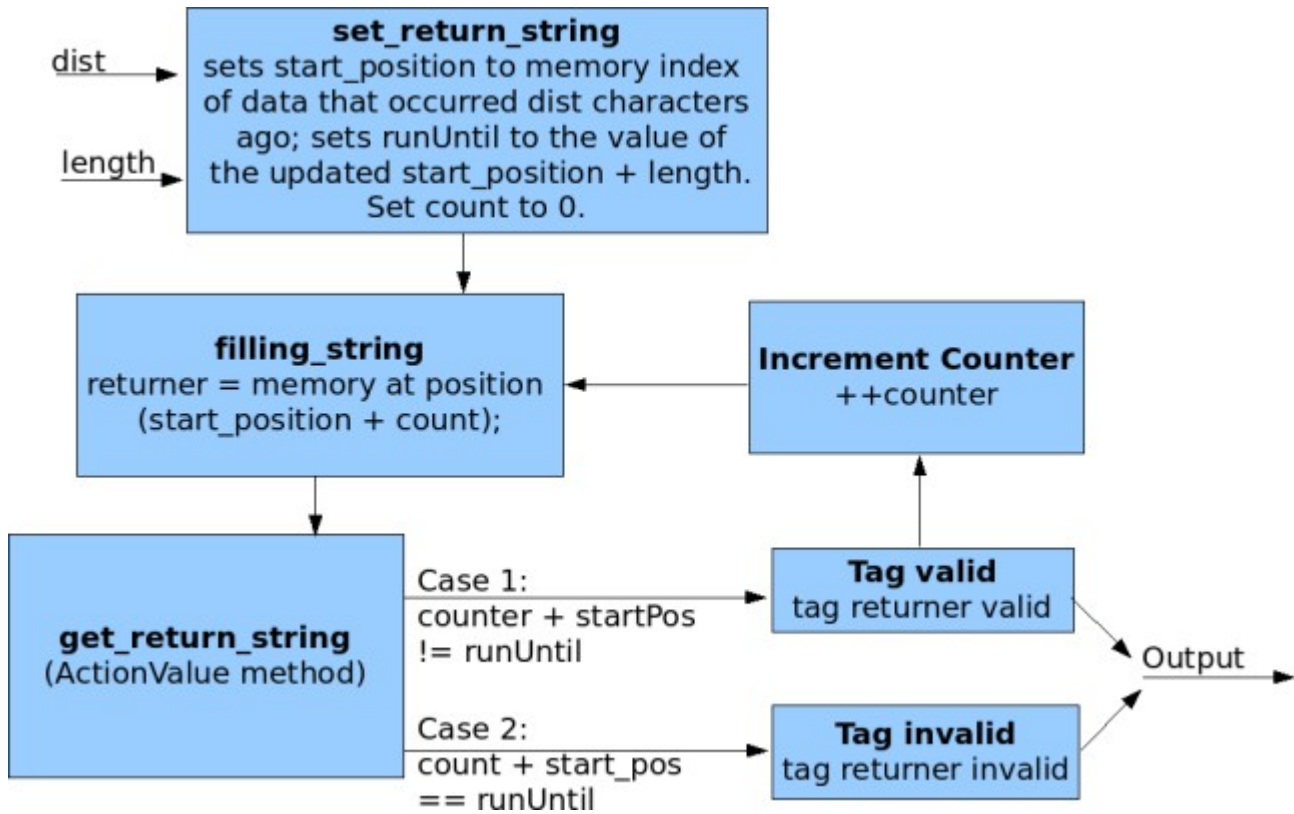 set_return_string
dist
sets start_position to memory index
of data that occurred dist characters
ago; sets runUntil to the value of
length
the updated start_position + length.
Set count to 0.
filling_string
returner = memory at position
(start_position + count);
Increment Counter
++counter
get_return_string
(ActionValue method)
Case 1:
counter + startPos
!= runUntil
Tag valid
tag returner valid
Case 2:
count + start_pos
== runUntil
Tag invalid
tag returner invalid
Output